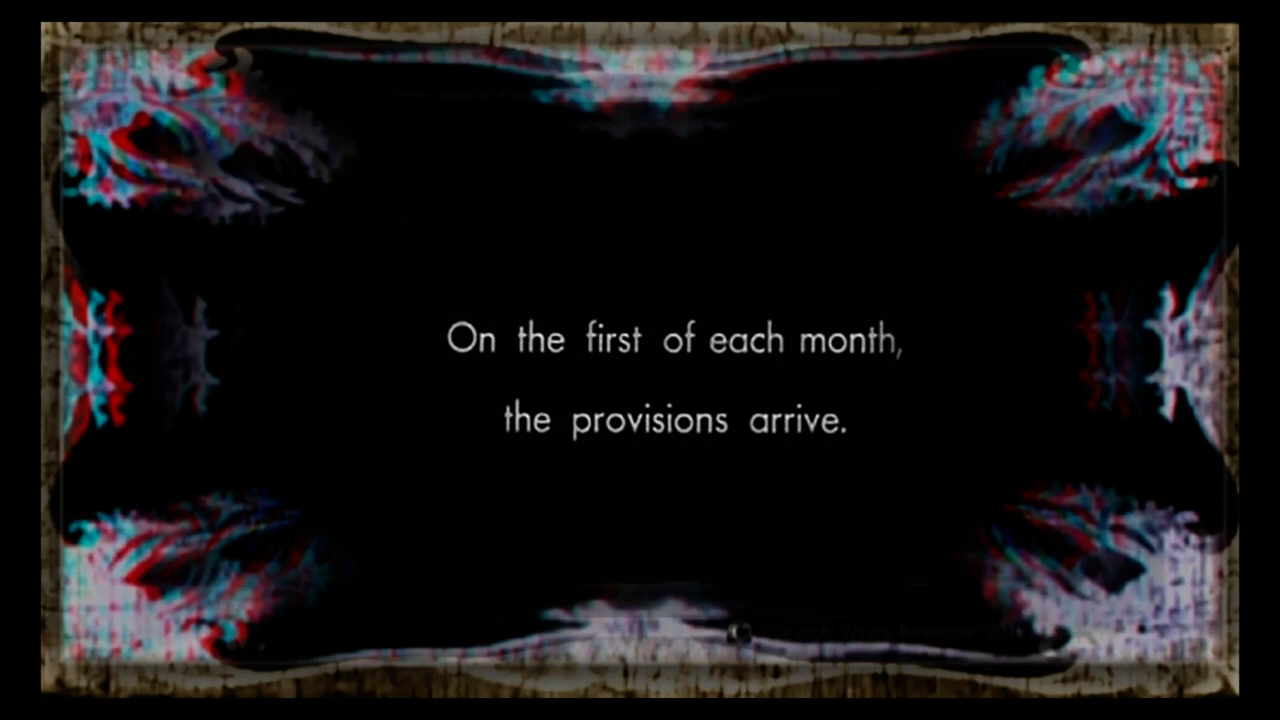 On the first of each month,
the provisions arrive.